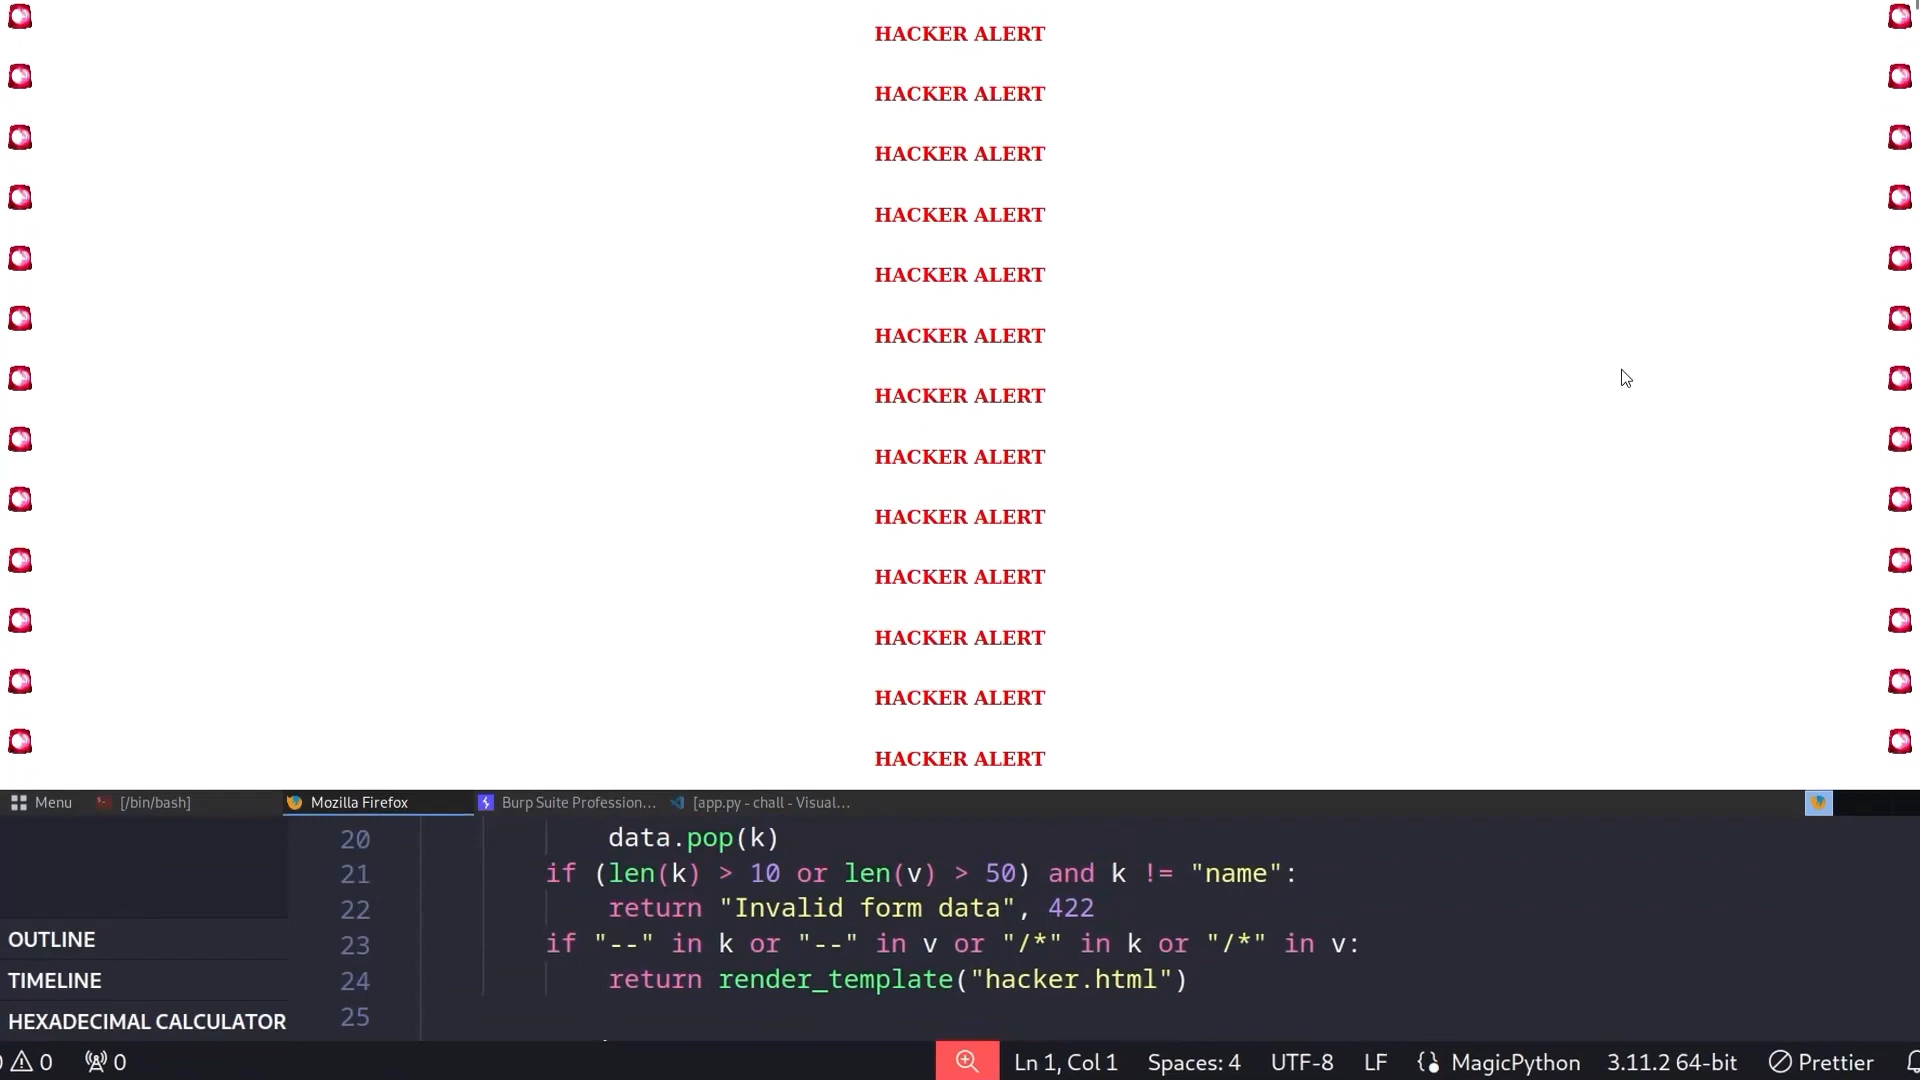 HACKER ALERT
HACKER ALERT
HACKER ALERT
HACKER ALERT
HACKER ALERT
HACKER ALERT
HACKER ALERT
HACKER ALERT
HACKER ALERT
HACKER ALERT
HACKER ALERT
HACKER ALERT
HACKER ALERT
Menu [/bin/bash] Mozilla Firefox Burp Suite Profession... [app.py - chall - Visual...
20 data.pop(k)
21 if (len(k) > 10 or len(v) > 50) and k != "name":
22 return "Invalid form data", 422
23 if "--" in k or "--" in v or "/*" in k or "/*" in v:
24 return render_template("hacker.html")
25
OUTLINE
TIMELINE
HEXADECIMAL CALCULATOR
0 0 Ln 1, Col 1 Spaces: 4 UTF-8 LF MagicPython 3.11.2 64-bit Prettier